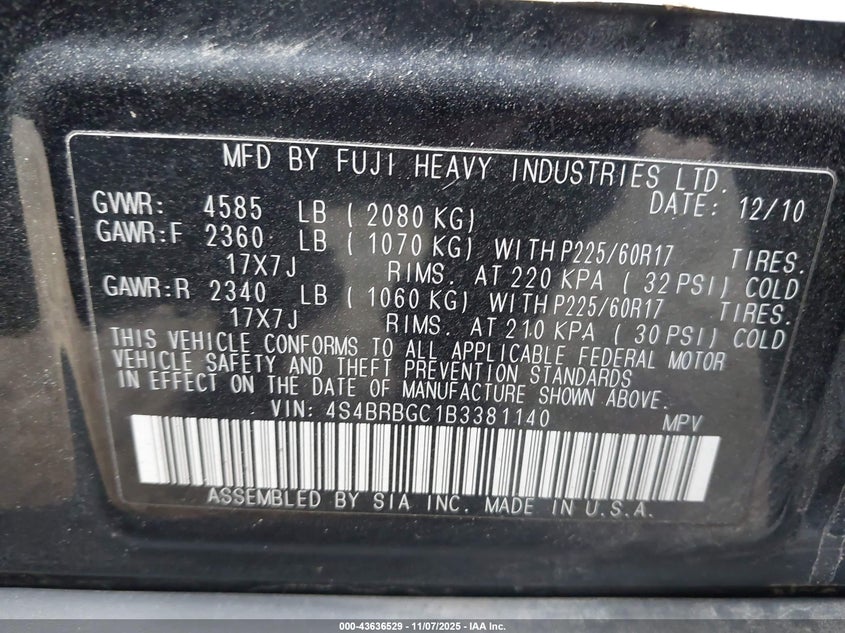 MFD BY FUJI HEAVY INDUSTRIES LTD.
GVWR: 4585 LB (2080 KG) DATE: 12/10
GAWR:F 2360 LB (1070 KG) WITH P225/60R17 TIRES.
17X7J RIMS. AT 220 KPA (32 PSI) COLD
GAWR:R 2340 LB (1060 KG) WITH P225/60R17 TIRES.
17X7J RIMS. AT 210 KPA (30 PSI) COLD
THIS VEHICLE CONFORMS TO ALL APPLICABLE FEDERAL MOTOR
VEHICLE SAFETY AND THEFT PREVENTION STANDARDS
IN EFFECT ON THE DATE OF MANUFACTURE SHOWN ABOVE.
VIN: 4S4BRBGC1B3381140 MPV
ASSEMBLED BY SIA INC. MADE IN U.S.A.
000-43636529 - 11/07/2025 - IAA Inc.